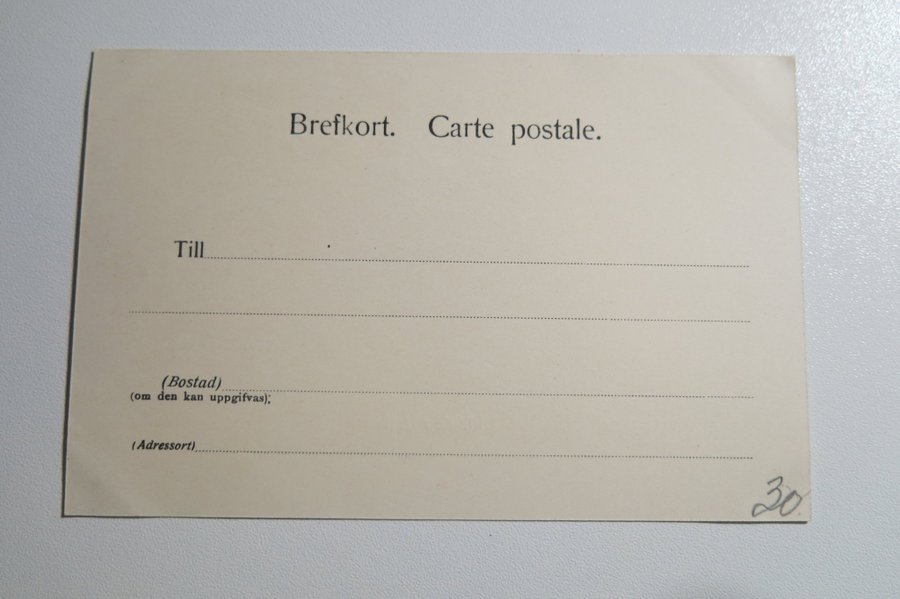 Brefkort. Carte postale.
Till
(Bostad)
(om den kan uppgifvas);
(Adressort)
30